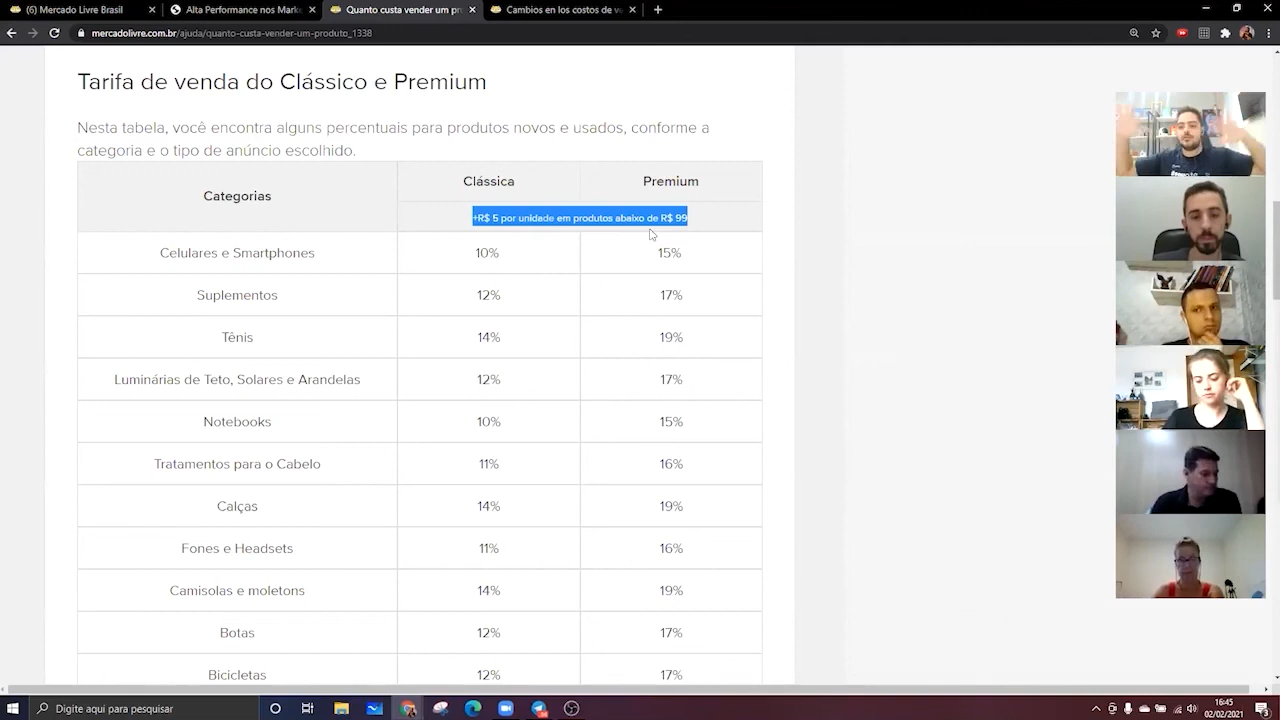 (6) Mercado Livre Brasil
Alta Performance nos Mark
Quanto custa vender um pr
Cambios en los costos de v
mercadolivre.com.br/ajuda/quanto-custa-vender-um-produto_1338
Tarifa de venda do Clássico e Premium
Nesta tabela, você encontra alguns percentuais para produtos novos e usados, conforme a
categoria e o tipo de anúncio escolhido.
Categorias Clássica Premium
+R$ 5 por unidade em produtos abaixo de R$ 99
Celulares e Smartphones 10% 15%
Suplementos 12% 17%
Tênis 14% 19%
Luminárias de Teto, Solares e Arandelas 12% 17%
Notebooks 10% 15%
Tratamentos para o Cabelo 11% 16%
Calças 14% 19%
Fones e Headsets 11% 16%
Camisolas e moletons 14% 19%
Botas 12% 17%
Bicicletas 12% 17%
Digite aqui para pesquisar
16:45
02/02/2021